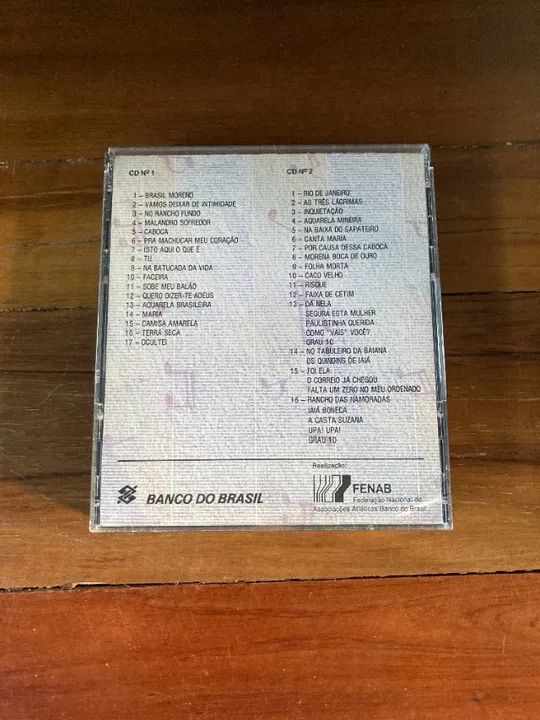 CD Nº 1
1 – BRASIL MORENO
2 – VAMOS DEIXAR DE INTIMIDADE
3 – NO RANCHO FUNDO
4 – MALANDRO SOFREDOR
5 – CABOCA
6 – PRA MACHUCAR MEU CORAÇÃO
7 – ISTO AQUI O QUE É
8 – TU
9 – NA BATUCADA DA VIDA
10 – FACEIRA
11 – SOBE MEU BALÃO
12 – QUERO DIZER-TE ADEUS
13 – AQUARELA BRASILEIRA
14 – MARIA
15 – CAMISA AMARELA
16 – TERRA SECA
17 – OCULTEI
CD Nº 2
1 – RIO DE JANEIRO
2 – AS TRÊS LÁGRIMAS
3 – INQUIETAÇÃO
4 – AQUARELA MINEIRA
5 – NA BAIXA DO SAPATEIRO
6 – CANTA MARIA
7 – POR CAUSA DESSA CABOCA
8 – MORENA BOCA DE OURO
9 – FOLHA MORTA
10 – CACO VELHO
11 – RISQUE
12 – FAIXA DE CETIM
13 – DÁ NELA
SEGURA ESTA MULHER
PAULISTINHA QUERIDA
COMO "VAIS" VOCÊ?
GRAU 10
14 – NO TABULEIRO DA BAIANA
OS QUINDINS DE IAIÁ
15 – FOI ELA
O CORREIO JÁ CHEGOU
FALTA UM ZERO NO MEU ORDENADO
16 – RANCHO DAS NAMORADAS
IAIÁ BONECA
A CASTA SUZANA
UPA! UPA!
GRAU 10
BANCO DO BRASIL
Realização:
FENAB
Federação Nacional de
Associações Atléticas Banco do Brasil